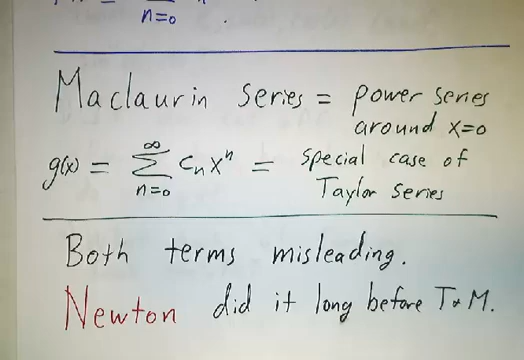 n=0
Maclaurin series = power series
around x=0
g(x) = ∞∑n=0 cₙxⁿ = special case of
Taylor series
Both terms misleading.
Newton did it long before T & M.